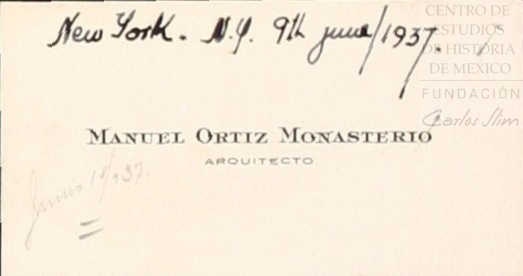 New York. N.Y. 9th june/1937.
CENTRO DE
ESTUDIOS
DE HISTORIA
DE MEXICO
FUNDACIÓN
Carlos Slim
MANUEL ORTIZ MONASTERIO
ARQUITECTO
Junio 1º/937.